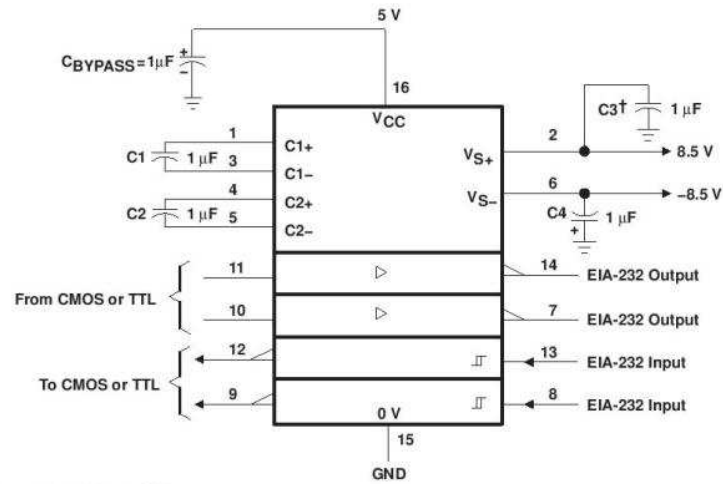 5 V
CBYPASS = 1μF
+
−
16
VCC
C3†
1 μF
1
C1+
2
VS+
8.5 V
C1
1 μF
3
C1−
4
C2+
6
VS−
−8.5 V
C2
1 μF
5
C2−
C4
+
1 μF
11
14
EIA-232 Output
From CMOS or TTL
10
7
EIA-232 Output
12
13
EIA-232 Input
To CMOS or TTL
9
8
EIA-232 Input
0 V
15
GND